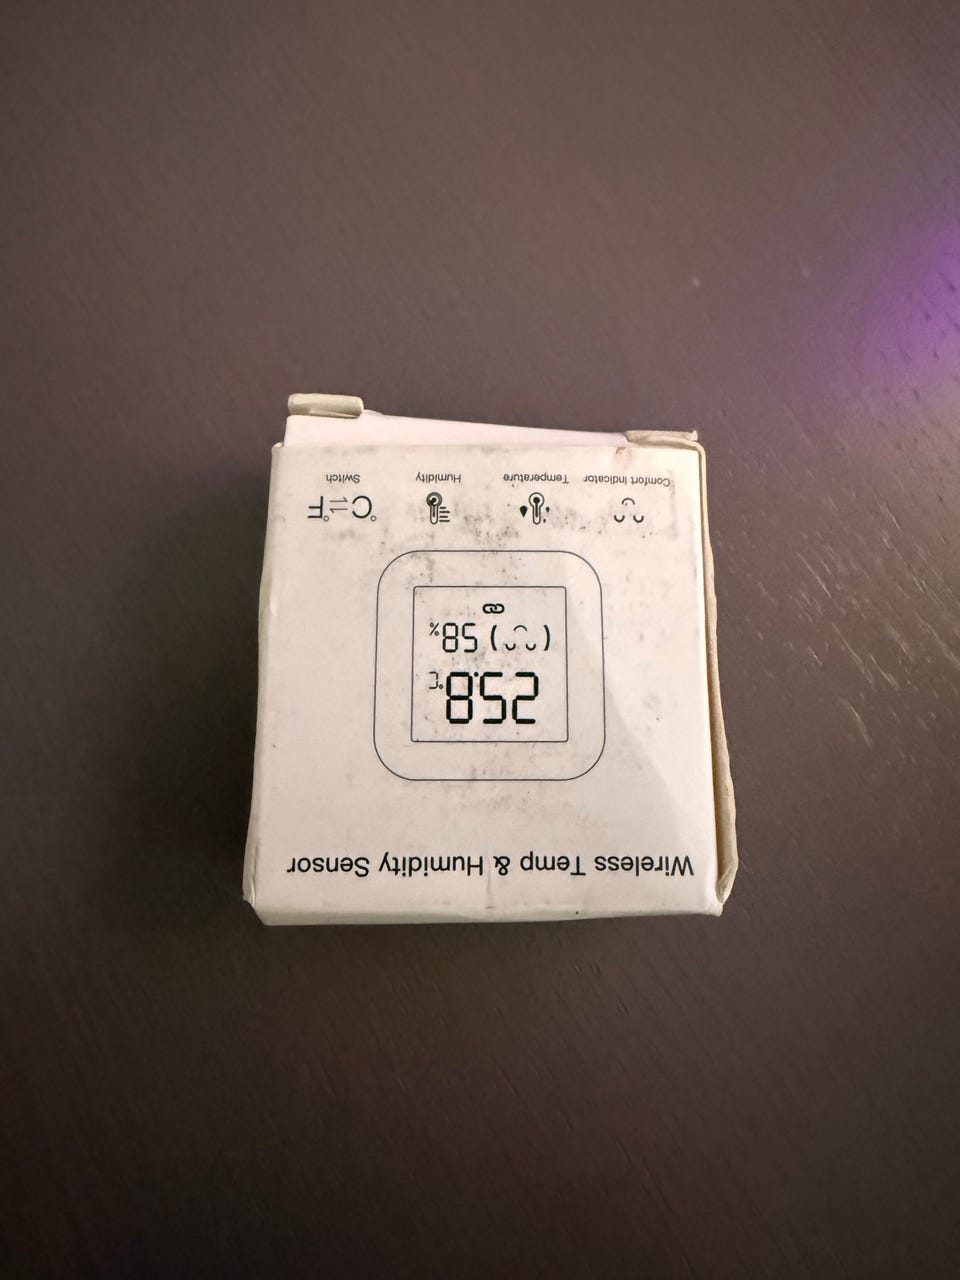 Wireless Temp & Humidity Sensor
25.8°C
58%
°C⇌°F
Comfort Indicator Temperature Humidity Switch